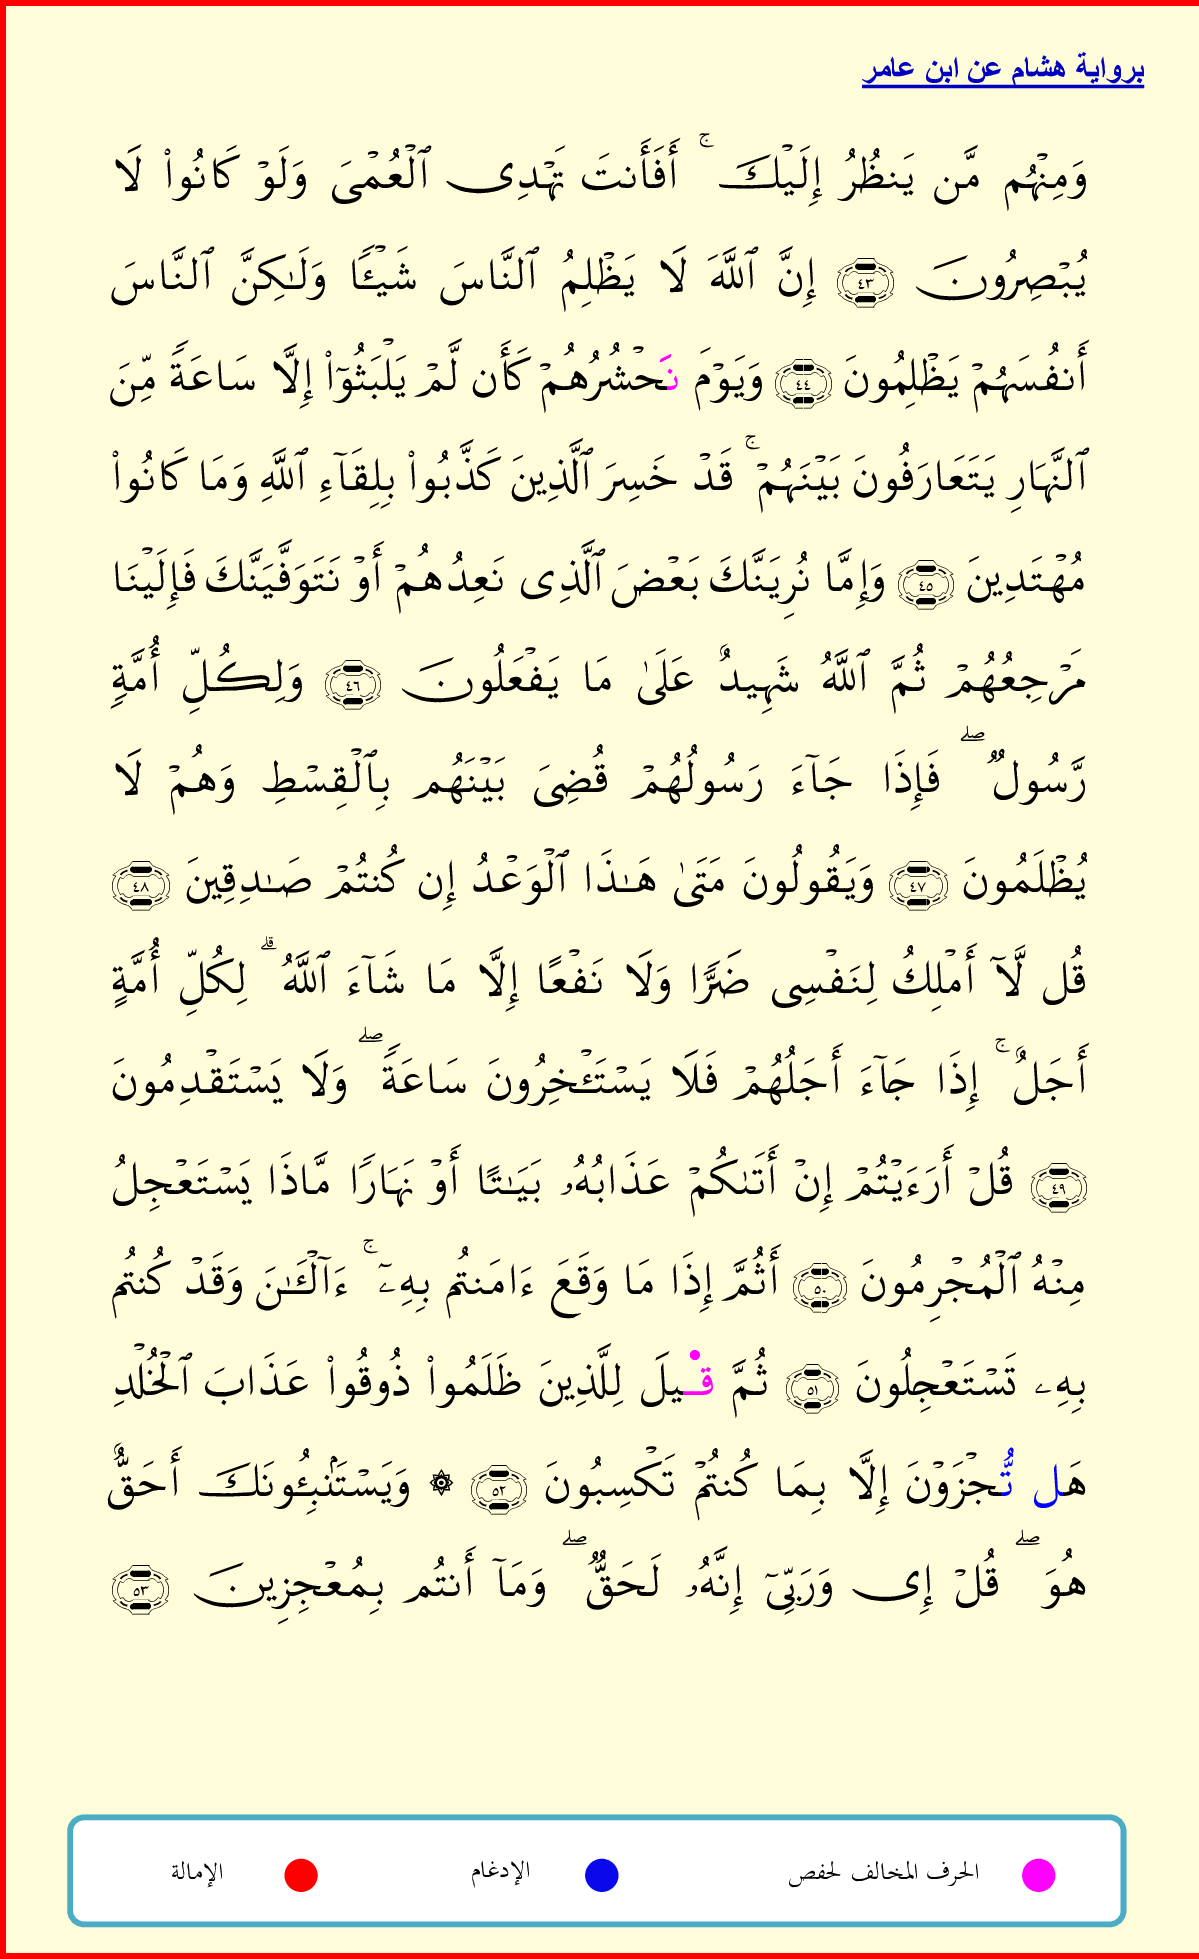 برواية هشام عن ابن عامر
وَمِنْهُم مَّن يَنظُرُ إِلَيْكَ ۚ أَفَأَنتَ تَهْدِى ٱلْعُمْىَ وَلَوْ كَانُوا۟ لَا
يُبْصِرُونَ ٤٣ إِنَّ ٱللَّهَ لَا يَظْلِمُ ٱلنَّاسَ شَيْـًٔا وَلَـٰكِنَّ ٱلنَّاسَ
أَنفُسَهُمْ يَظْلِمُونَ ٤٤ وَيَوْمَ نَحْشُرُهُمْ كَأَن لَّمْ يَلْبَثُوٓا۟ إِلَّا سَاعَةً مِّنَ
ٱلنَّهَارِ يَتَعَارَفُونَ بَيْنَهُمْ ۚ قَدْ خَسِرَ ٱلَّذِينَ كَذَّبُوا۟ بِلِقَآءِ ٱللَّهِ وَمَا كَانُوا۟
مُهْتَدِينَ ٤٥ وَإِمَّا نُرِيَنَّكَ بَعْضَ ٱلَّذِى نَعِدُهُمْ أَوْ نَتَوَفَّيَنَّكَ فَإِلَيْنَا
مَرْجِعُهُمْ ثُمَّ ٱللَّهُ شَهِيدٌ عَلَىٰ مَا يَفْعَلُونَ ٤٦ وَلِكُلِّ أُمَّةٍ
رَّسُولٌ ۖ فَإِذَا جَآءَ رَسُولُهُمْ قُضِىَ بَيْنَهُم بِٱلْقِسْطِ وَهُمْ لَا
يُظْلَمُونَ ٤٧ وَيَقُولُونَ مَتَىٰ هَـٰذَا ٱلْوَعْدُ إِن كُنتُمْ صَـٰدِقِينَ ٤٨
قُل لَّآ أَمْلِكُ لِنَفْسِى ضَرًّا وَلَا نَفْعًا إِلَّا مَا شَآءَ ٱللَّهُ ۗ لِكُلِّ أُمَّةٍ
أَجَلٌ ۚ إِذَا جَآءَ أَجَلُهُمْ فَلَا يَسْتَـْٔخِرُونَ سَاعَةً ۖ وَلَا يَسْتَقْدِمُونَ
٤٩ قُلْ أَرَءَيْتُمْ إِنْ أَتَىٰكُمْ عَذَابُهُۥ بَيَـٰتًا أَوْ نَهَارًا مَّاذَا يَسْتَعْجِلُ
مِنْهُ ٱلْمُجْرِمُونَ ٥٠ أَثُمَّ إِذَا مَا وَقَعَ ءَامَنتُم بِهِۦٓ ۚ ءَآلْـَٔـٰنَ وَقَدْ كُنتُم
بِهِۦ تَسْتَعْجِلُونَ ٥١ ثُمَّ ق۬يلَ لِلَّذِينَ ظَلَمُوا۟ ذُوقُوا۟ عَذَابَ ٱلْخُلْدِ
هَل تُّجْزَوْنَ إِلَّا بِمَا كُنتُمْ تَكْسِبُونَ ٥٢ ۞ وَيَسْتَنۢبِـُٔونَكَ أَحَقٌّ
هُوَ ۖ قُلْ إِى وَرَبِّىٓ إِنَّهُۥ لَحَقٌّ ۖ وَمَآ أَنتُم بِمُعْجِزِينَ ٥٣
الحرف المخالف لحفص الإدغام الإمالة